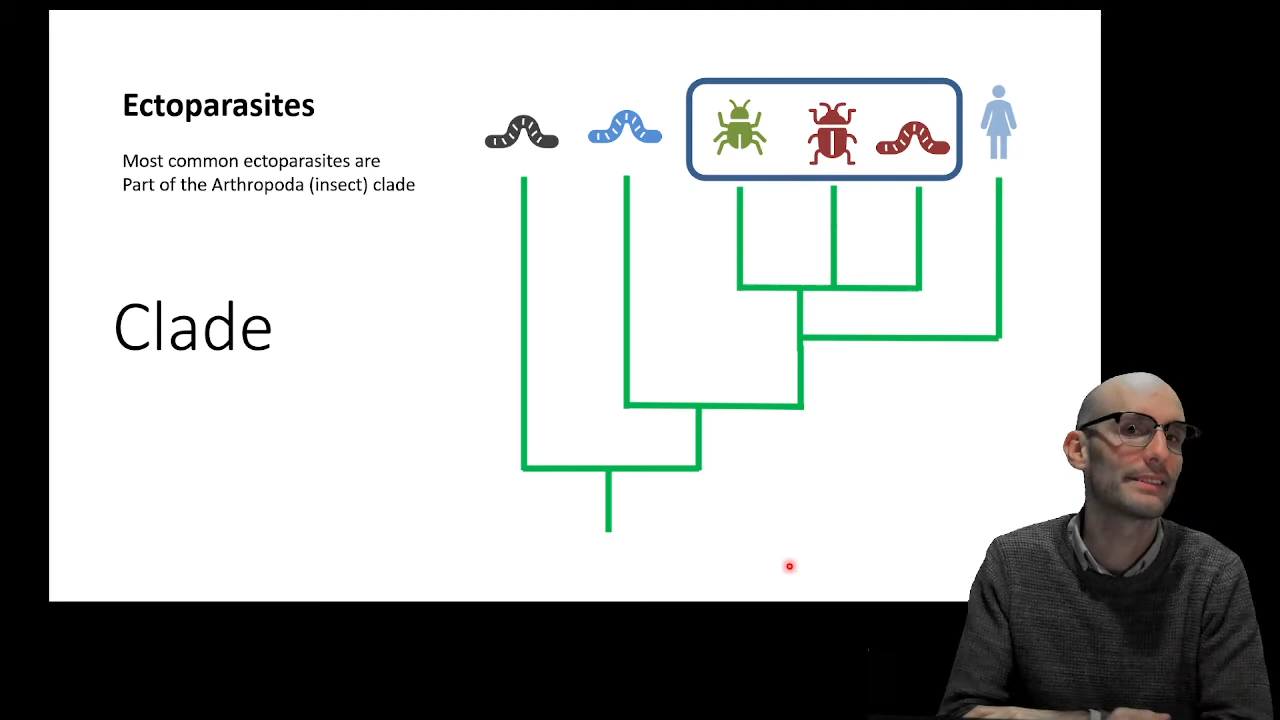 Ectoparasites
Most common ectoparasites are
Part of the Arthropoda (insect) clade
Clade